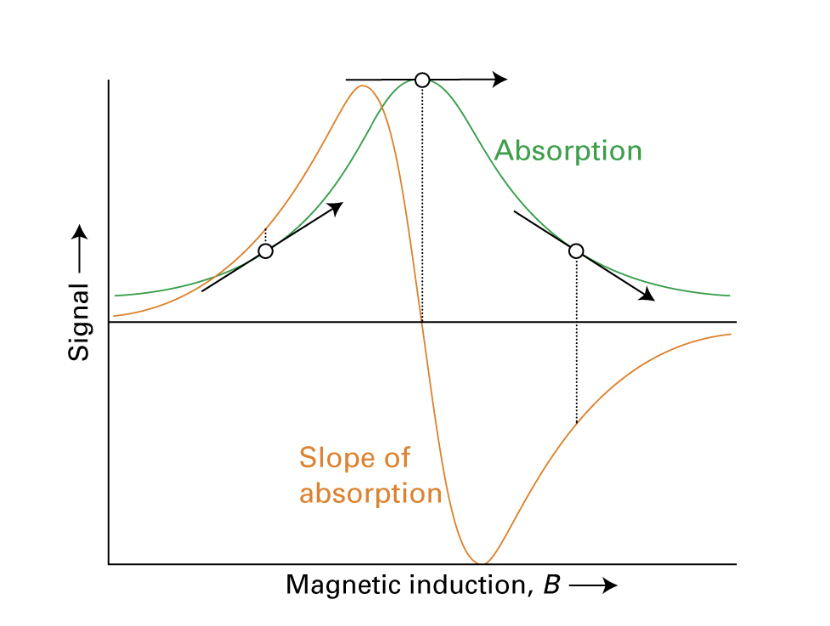 Absorption
Signal
Slope of
absorption
Magnetic induction, B